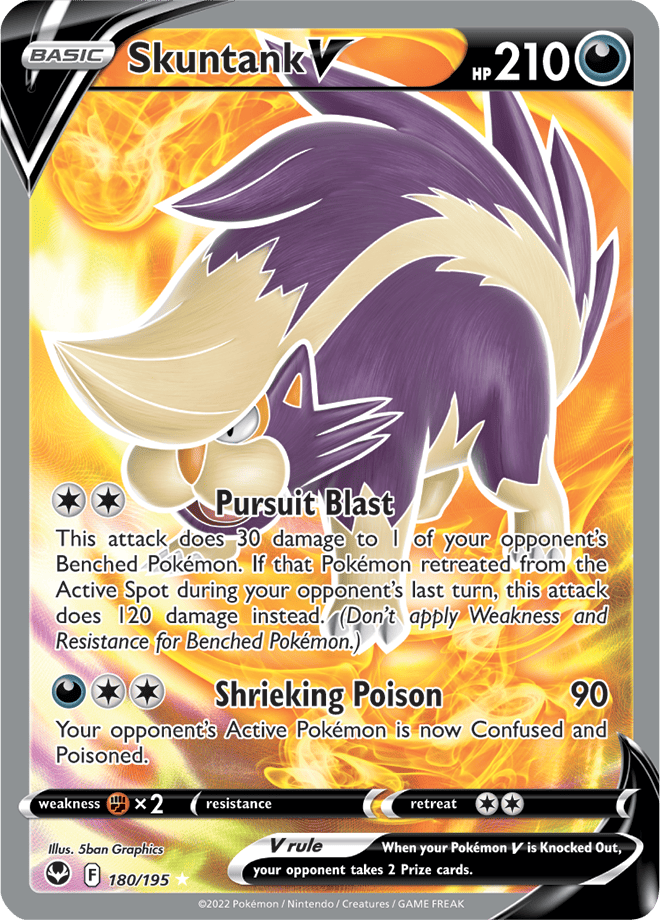 BASIC Skuntank V HP 210
Pursuit Blast
This attack does 30 damage to 1 of your opponent's
Benched Pokémon. If that Pokémon retreated from the
Active Spot during your opponent's last turn, this attack
does 120 damage instead. (Don't apply Weakness and
Resistance for Benched Pokémon.)
Shrieking Poison 90
Your opponent's Active Pokémon is now Confused and
Poisoned.
weakness ×2 resistance retreat
Illus. 5ban Graphics
V rule When your Pokémon V is Knocked Out,
your opponent takes 2 Prize cards.
F 180/195
©2022 Pokémon / Nintendo / Creatures / GAME FREAK